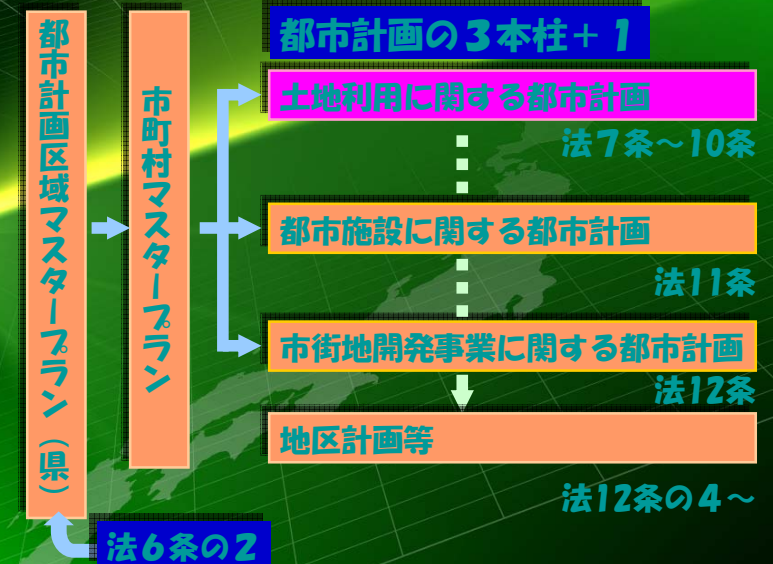 都市計画区域マスタープラン（県）
法６条の２
市町村マスタープラン
都市計画の３本柱＋１
土地利用に関する都市計画
法７条～10条
都市施設に関する都市計画
法11条
市街地開発事業に関する都市計画
法12条
地区計画等
法12条の４～